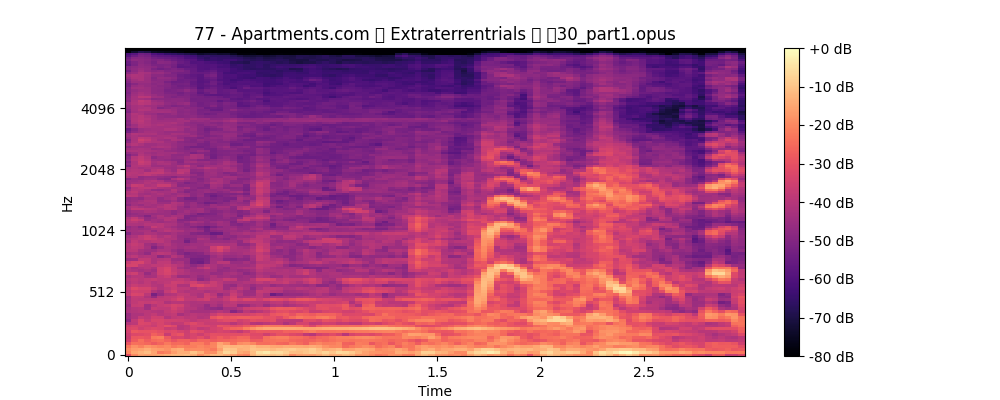 77 - Apartments.com ▯ Extraterrentrials ▯ ▯30_part1.opus
Hz
4096
2048
1024
512
0
0 0.5 1 1.5 2 2.5
Time
+0 dB
-10 dB
-20 dB
-30 dB
-40 dB
-50 dB
-60 dB
-70 dB
-80 dB